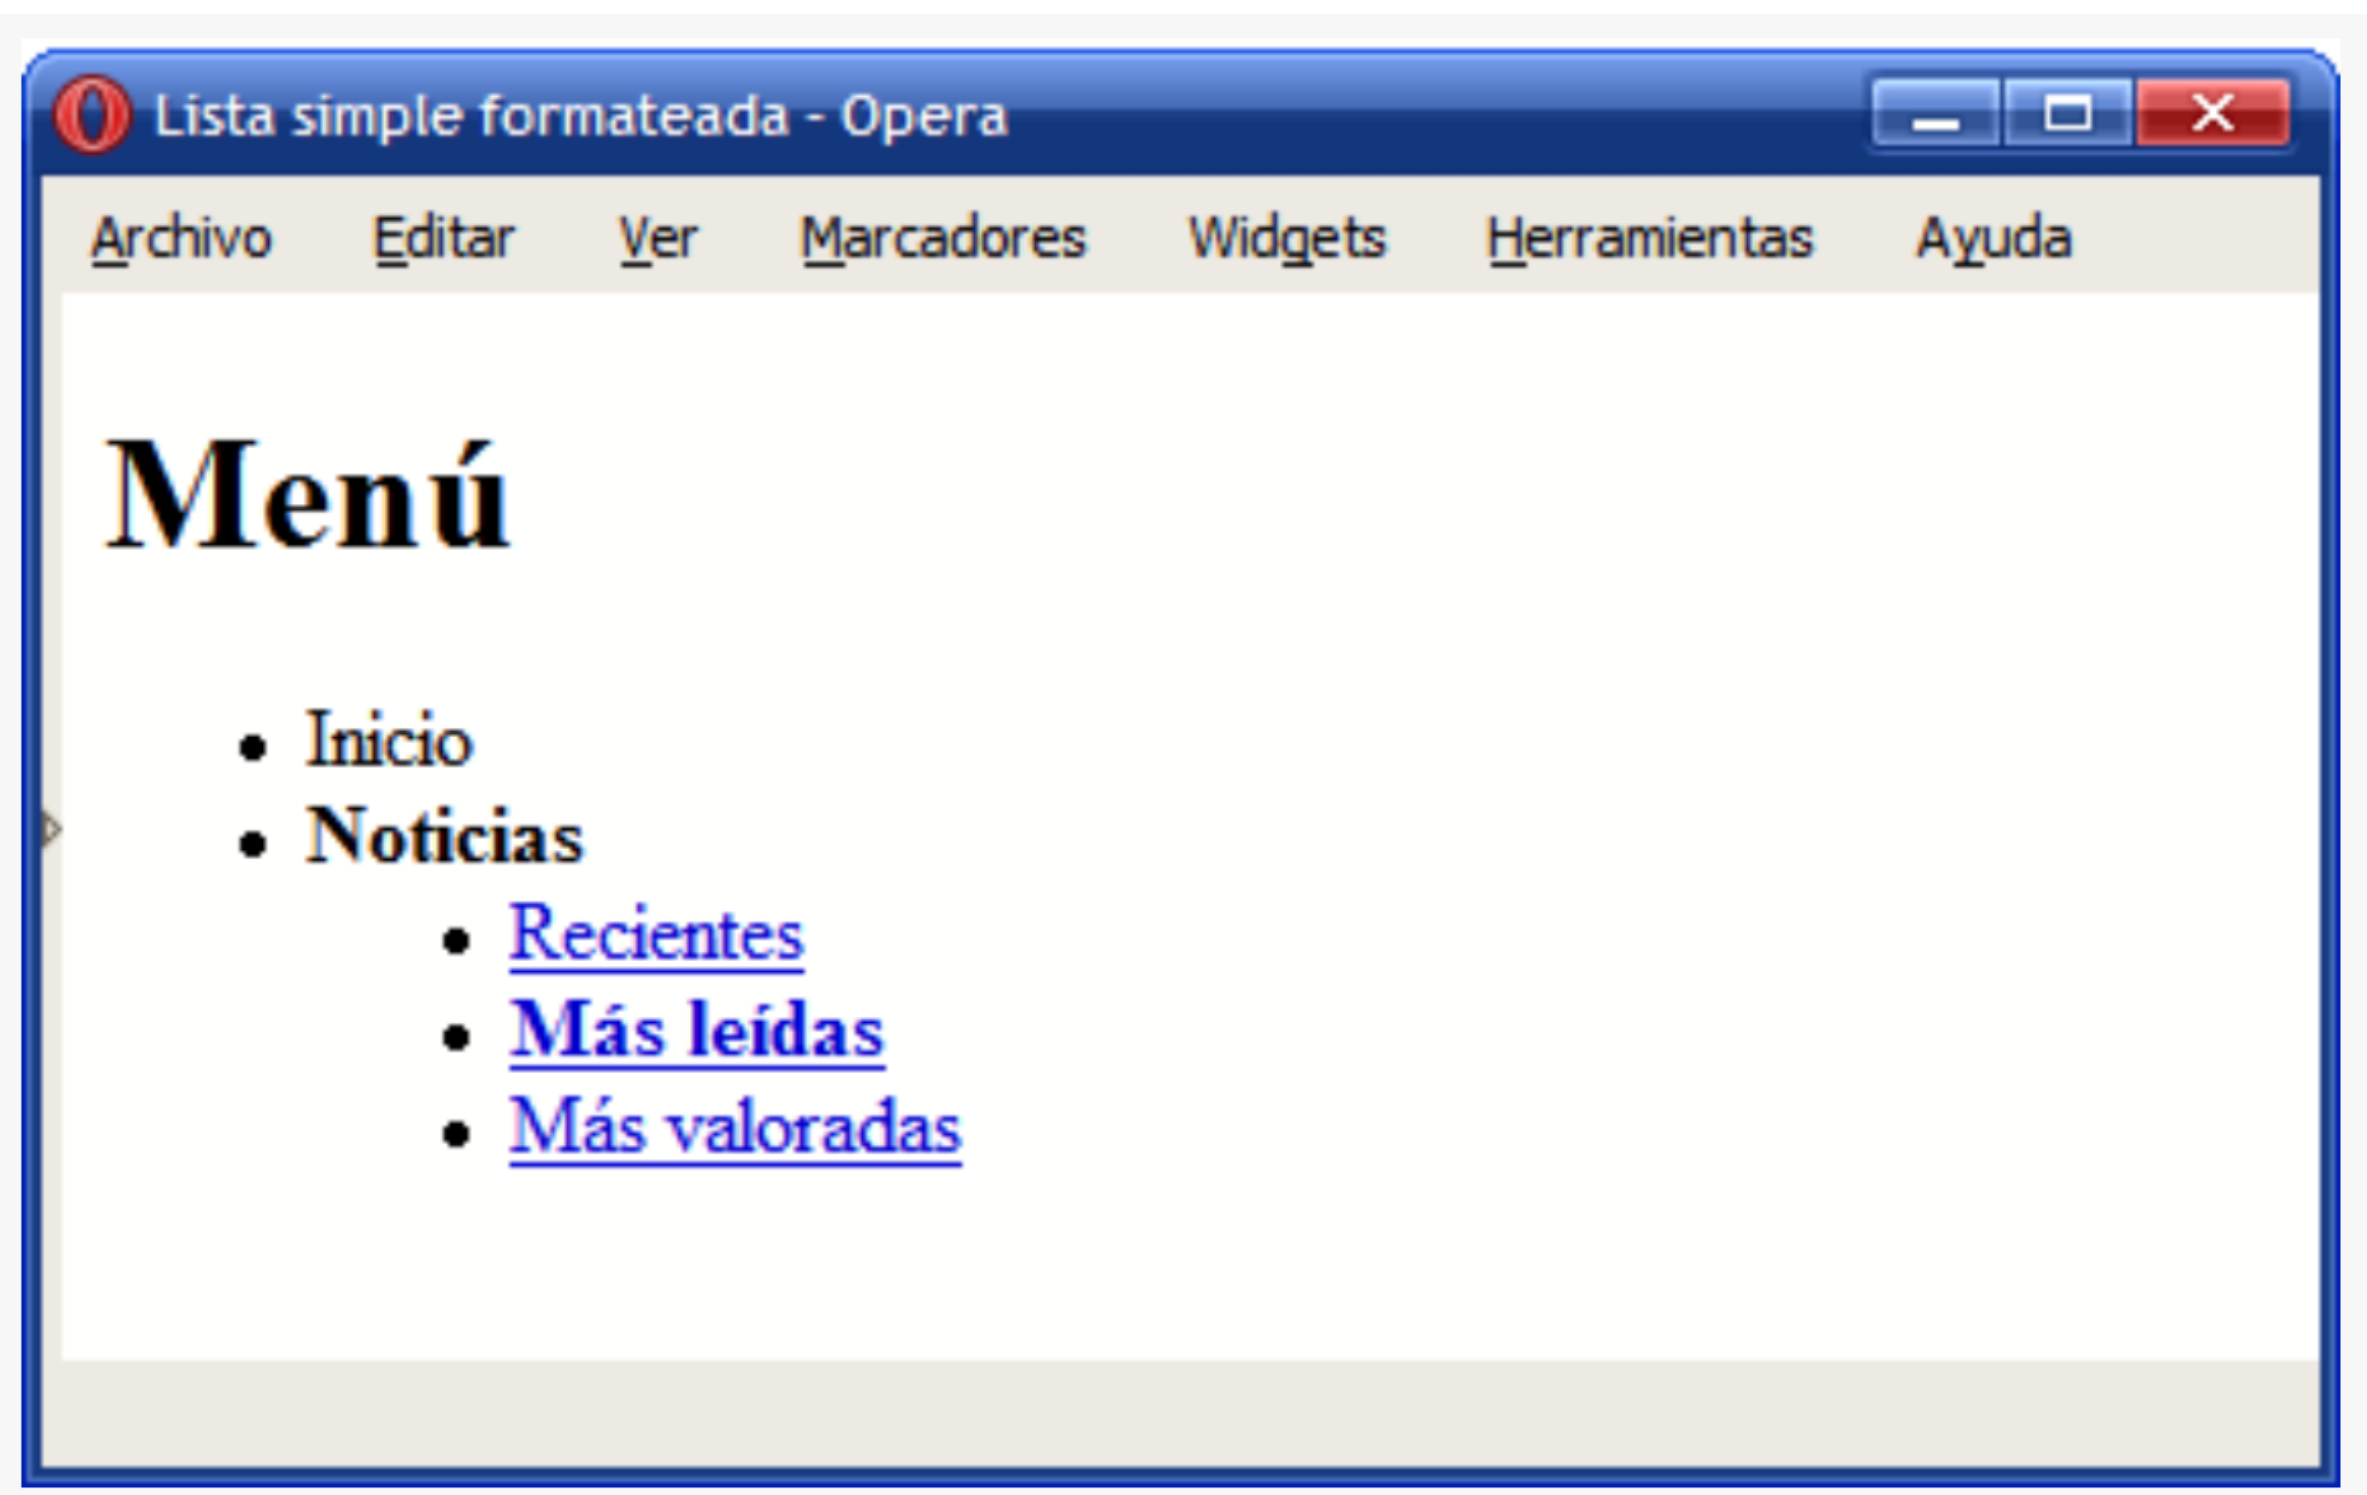 Lista simple formateada - Opera
Archivo Editar Ver Marcadores Widgets Herramientas Ayuda
Menú
Inicio
Noticias
Recientes
Más leídas
Más valoradas